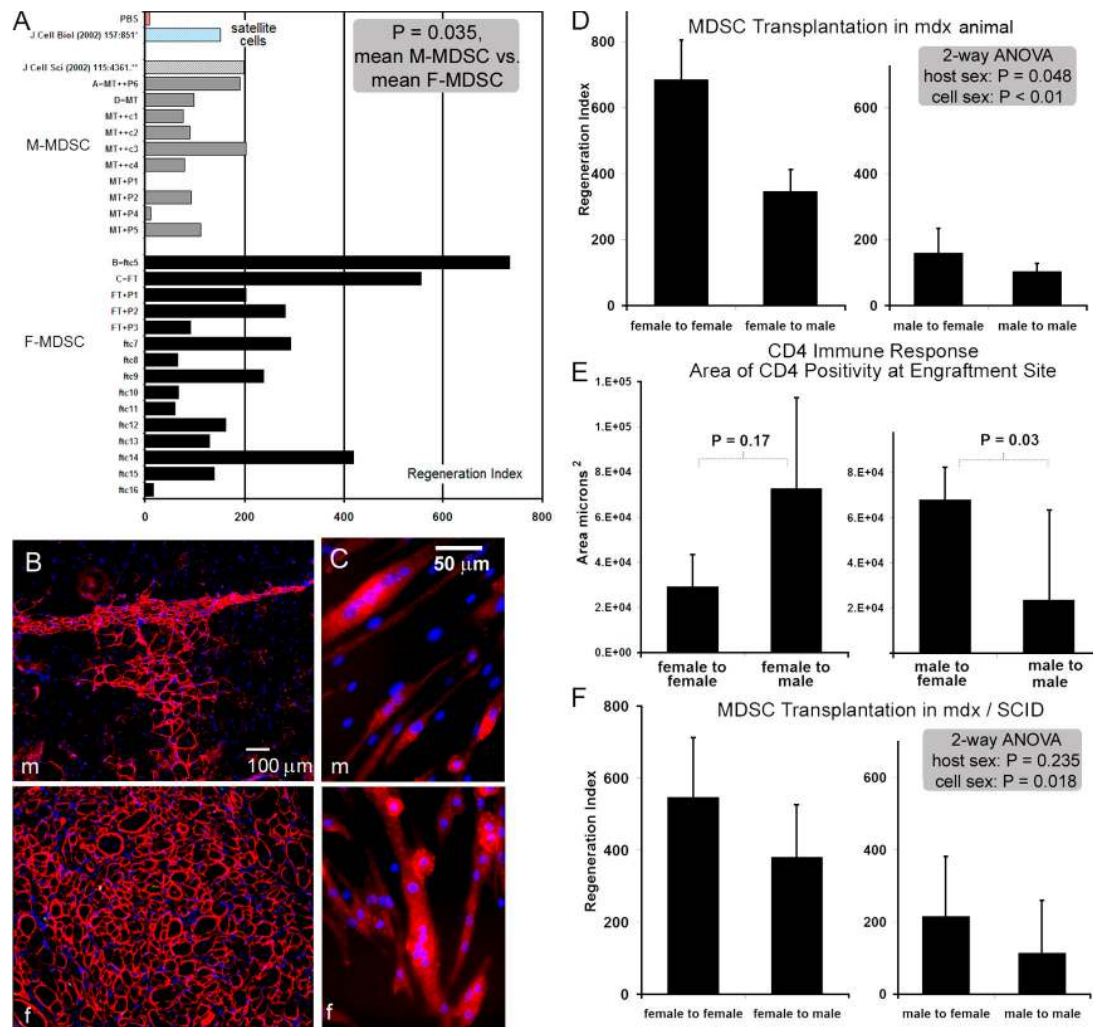 A
PBS
J Cell Biol (2002) 157:851*
satellite
cells
J Cell Sci (2002) 115:4361.**
A=MT++P6
D=MT
MT++c1
MT++c2
M-MDSC
MT++c3
MT++c4
MT+P1
MT+P2
MT+P4
MT+P5
P = 0.035,
mean M-MDSC vs.
mean F-MDSC
B=ftc5
C=FT
FT+P1
FT+P2
FT+P3
F-MDSC
ftc7
ftc8
ftc9
ftc10
ftc11
ftc12
ftc13
ftc14
ftc15
ftc16
Regeneration Index
0 200 400 600 800
B
m
100 µm
f
C
50 µm
m
f
D
MDSC Transplantation in mdx animal
2-way ANOVA
host sex: P = 0.048
cell sex: P < 0.01
Regeneration Index
800
600
400
200
0
female to female female to male
600
400
200
0
male to female male to male
E
CD4 Immune Response
Area of CD4 Positivity at Engraftment Site
Area microns ²
1.E+05
8.E+04
6.E+04
4.E+04
2.E+04
0.E+00
P = 0.17
female to
female
female to
male
8.E+04
6.E+04
4.E+04
2.E+04
P = 0.03
male to
female
male to
male
F
MDSC Transplantation in mdx / SCID
2-way ANOVA
host sex: P = 0.235
cell sex: P = 0.018
Regeneration Index
800
600
400
200
0
female to female female to male
600
400
200
0
male to female male to male